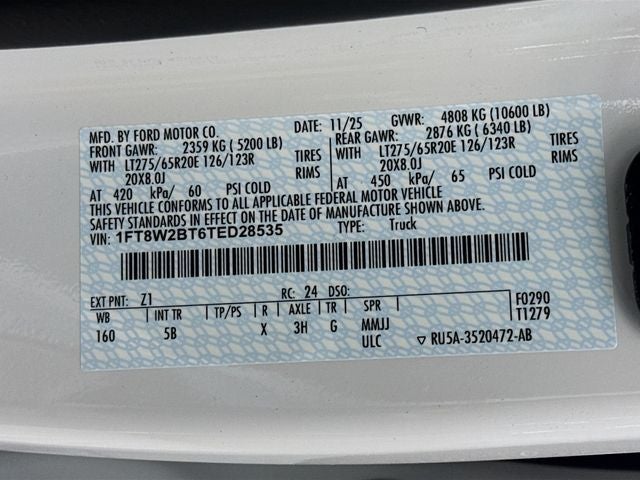 MFD. BY FORD MOTOR CO. DATE: 11/25 GVWR: 4808 KG (10600 LB)
FRONT GAWR: 2359 KG ( 5200 LB) REAR GAWR: 2876 KG ( 6340 LB)
WITH LT275/65R20E 126/123R TIRES WITH LT275/65R20E 126/123R TIRES
20X8.0J RIMS 20X8.0J RIMS
AT 420 kPa/ 60 PSI COLD AT 450 kPa/ 65 PSI COLD
THIS VEHICLE CONFORMS TO ALL APPLICABLE FEDERAL MOTOR VEHICLE
SAFETY STANDARDS IN EFFECT ON THE DATE OF MANUFACTURE SHOWN ABOVE.
VIN: 1FT8W2BT6TED28535 TYPE: Truck
EXT PNT: Z1 RC: 24 DSO: F0290
WB INT TR TP/PS R AXLE TR SPR T1279
160 5B X 3H G MMJJ
ULC ▽ RU5A-3520472-AB